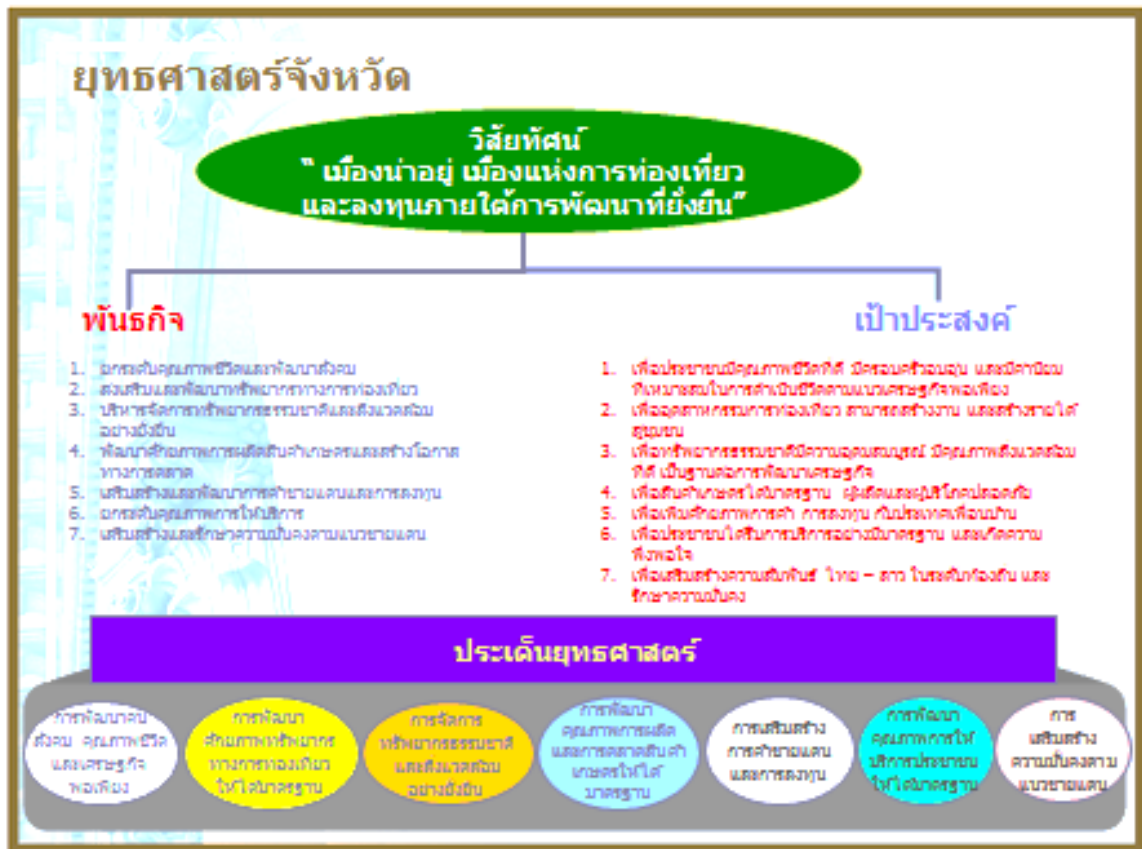 ยุทธศาสตร์จังหวัด
วิสัยทัศน์
“ เมืองน่าอยู่ เมืองแห่งการท่องเที่ยว
และลงทุนภายใต้การพัฒนาที่ยั่งยืน”
พันธกิจ
1. ยกระดับคุณภาพชีวิตและพัฒนาสังคม
2. ส่งเสริมและพัฒนาทรัพยากรทางการท่องเที่ยว
3. บริหารจัดการทรัพยากรธรรมชาติและสิ่งแวดล้อม
อย่างยั่งยืน
4. พัฒนาศักยภาพการผลิตสินค้าเกษตรและสร้างโอกาส
ทางการตลาด
5. เสริมสร้างและพัฒนาการค้าชายแดนและการลงทุน
6. ยกระดับคุณภาพการให้บริการ
7. เสริมสร้างและรักษาความมั่นคงตามแนวชายแดน
เป้าประสงค์
1. เพื่อประชาชนมีคุณภาพชีวิตที่ดี มีครอบครัวอบอุ่น และมีค่านิยม
ที่เหมาะสมในการดำเนินชีวิตตามแนวเศรษฐกิจพอเพียง
2. เพื่ออุตสาหกรรมการท่องเที่ยว สามารถสร้างงาน และสร้างรายได้
สู่ชุมชน
3. เพื่อทรัพยากรธรรมชาติมีความอุดมสมบูรณ์ มีคุณภาพสิ่งแวดล้อม
ที่ดี เป็นฐานต่อการพัฒนาเศรษฐกิจ
4. เพื่อสินค้าเกษตรได้มาตรฐาน ผู้ผลิตและผู้บริโภคปลอดภัย
5. เพื่อเพิ่มศักยภาพการค้า การลงทุน กับประเทศเพื่อนบ้าน
6. เพื่อประชาชนได้รับการบริการอย่างมีมาตรฐาน และเกิดความ
พึงพอใจ
7. เพื่อเสริมสร้างความสัมพันธ์ ไทย – ลาว ในระดับท้องถิ่น และ
รักษาความมั่นคง
ประเด็นยุทธศาสตร์
การพัฒนาคน
สังคม คุณภาพชีวิต
และเศรษฐกิจ
พอเพียง
การพัฒนา
ศักยภาพทรัพยากร
ทางการท่องเที่ยว
ให้ได้มาตรฐาน
การจัดการ
ทรัพยากรธรรมชาติ
และสิ่งแวดล้อม
อย่างยั่งยืน
การพัฒนา
คุณภาพการผลิต
และการตลาดสินค้า
เกษตรให้ได้
มาตรฐาน
การเสริมสร้าง
การค้าชายแดน
และการลงทุน
การพัฒนา
คุณภาพการให้
บริการประชาชน
ให้ได้มาตรฐาน
การ
เสริมสร้าง
ความมั่นคงตาม
แนวชายแดน